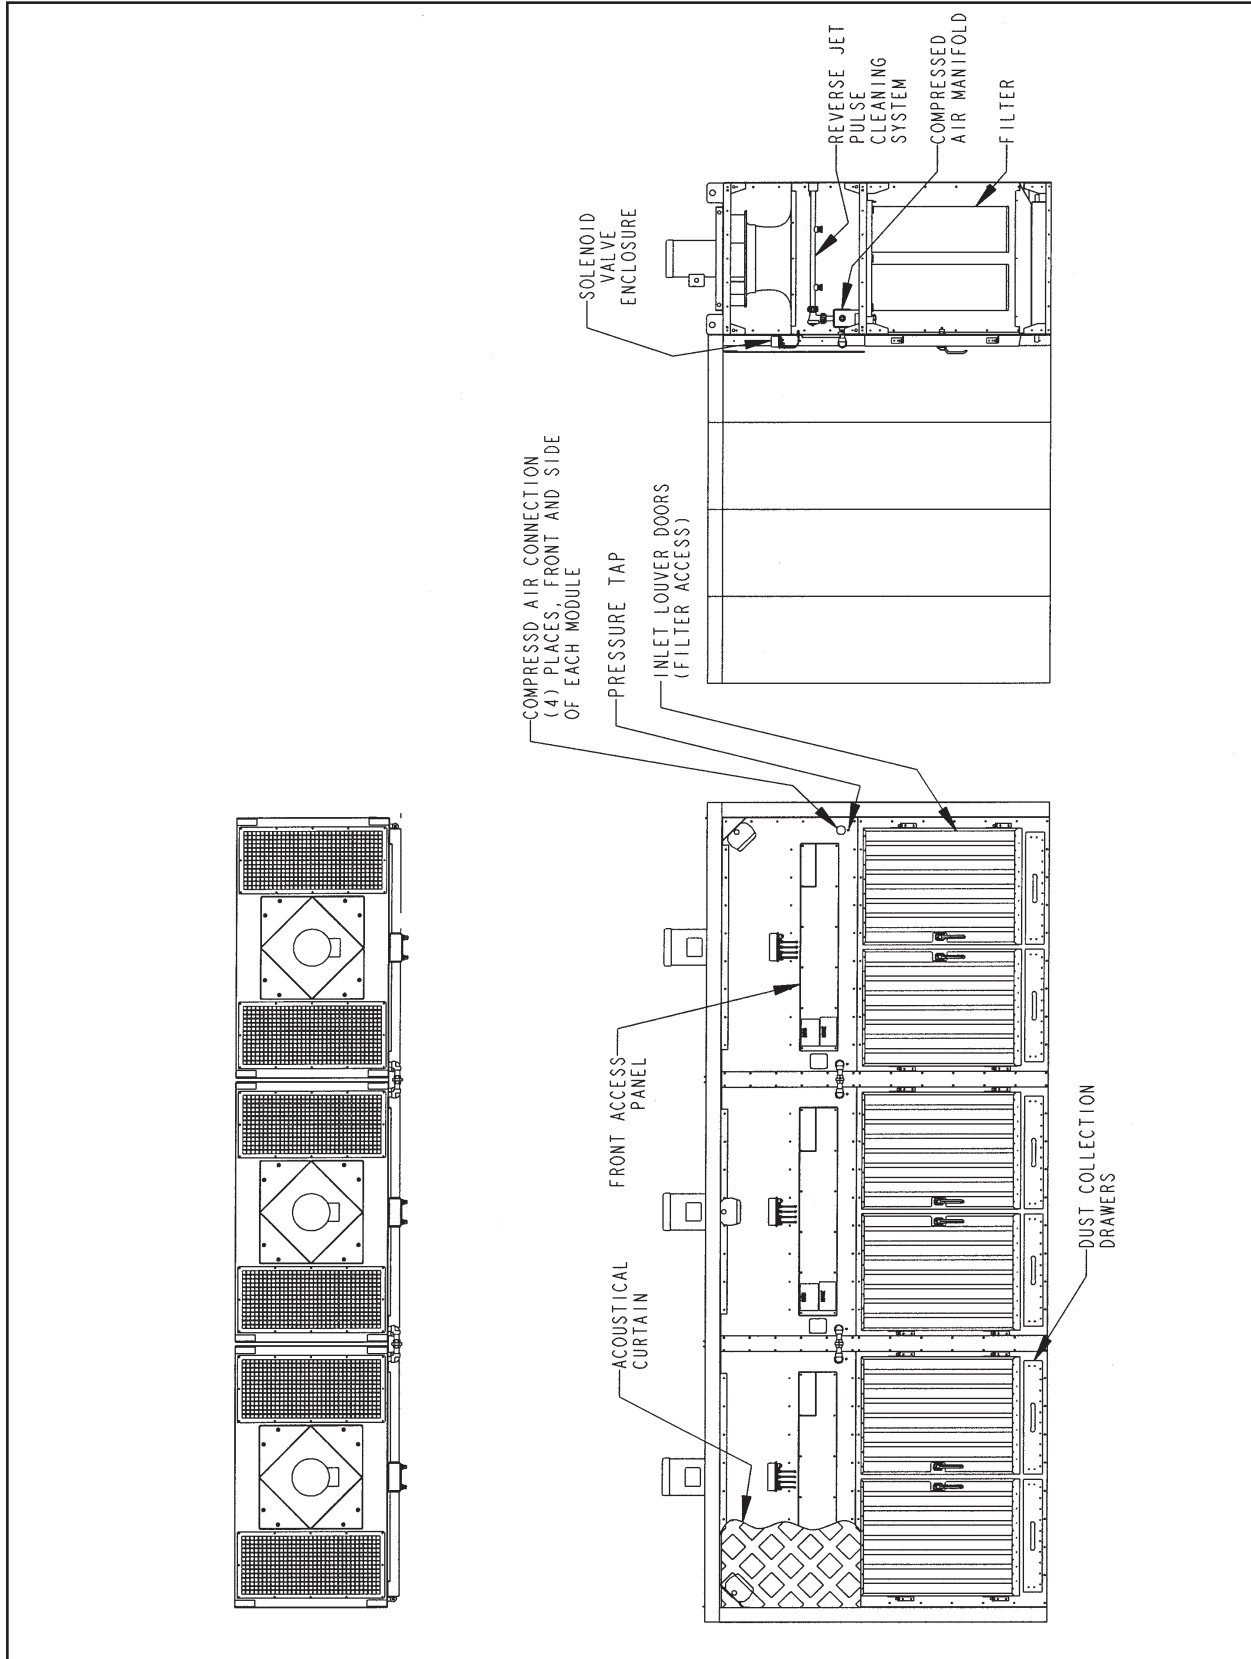 REVERSE JET
PULSE
CLEANING
SYSTEM
COMPRESSED
AIR MANIFOLD
FILTER
SOLENOID
VALVE
ENCLOSURE
COMPRESSD AIR CONNECTION
(4) PLACES, FRONT AND SIDE
OF EACH MODULE
PRESSURE TAP
INLET LOUVER DOORS
(FILTER ACCESS)
FRONT ACCESS
PANEL
ACOUSTICAL
CURTAIN
DUST COLLECTION
DRAWERS